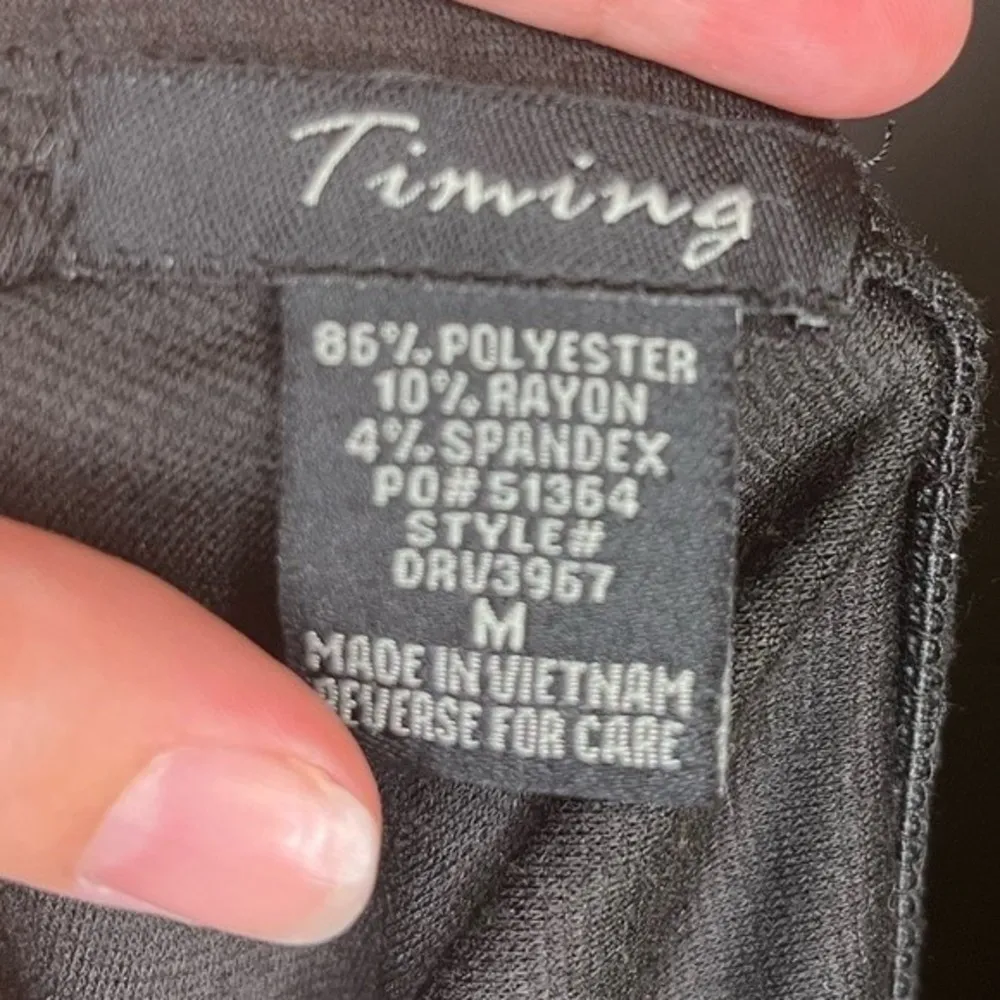 Timing
86% POLYESTER
10% RAYON
4% SPANDEX
PO# 51364
STYLE#
DRV3967
M
MADE IN VIETNAM
REVERSE FOR CARE